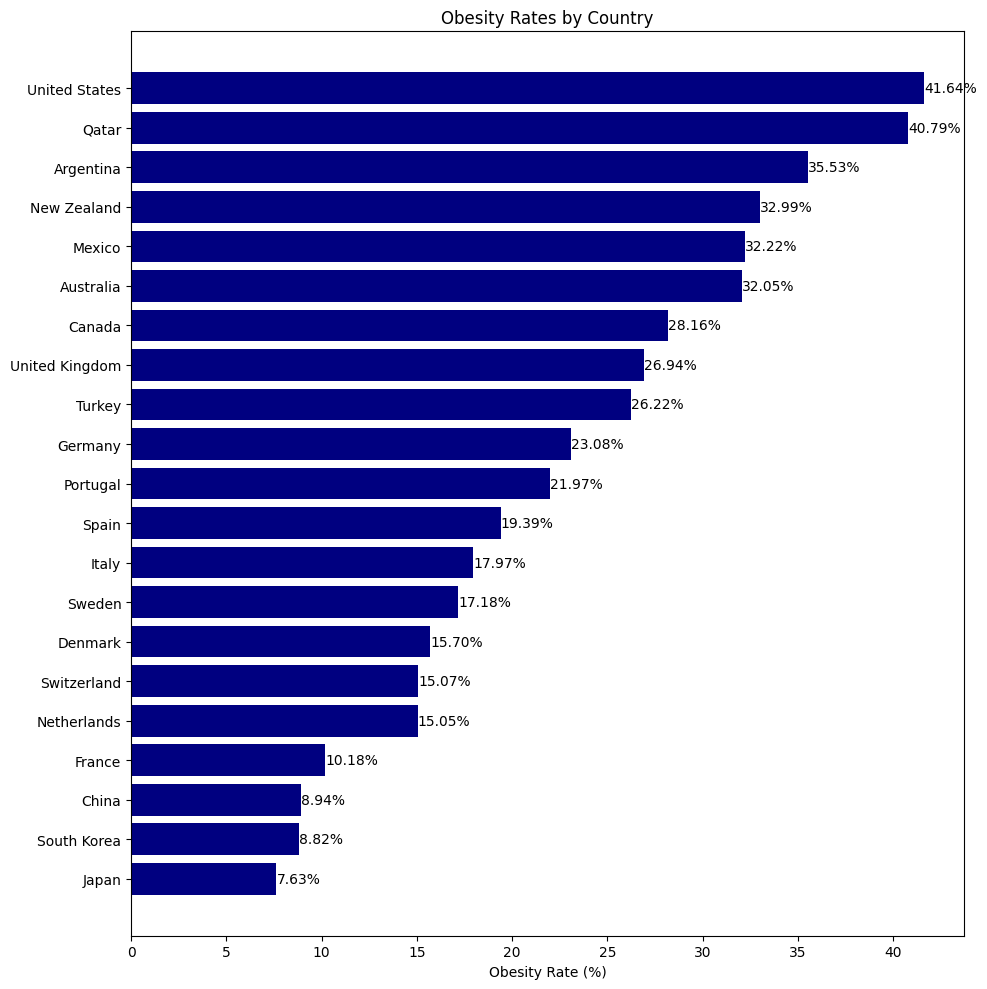 Obesity Rates by Country
United States 41.64%
Qatar 40.79%
Argentina 35.53%
New Zealand 32.99%
Mexico 32.22%
Australia 32.05%
Canada 28.16%
United Kingdom 26.94%
Turkey 26.22%
Germany 23.08%
Portugal 21.97%
Spain 19.39%
Italy 17.97%
Sweden 17.18%
Denmark 15.70%
Switzerland 15.07%
Netherlands 15.05%
France 10.18%
China 8.94%
South Korea 8.82%
Japan 7.63%
0 5 10 15 20 25 30 35 40
Obesity Rate (%)